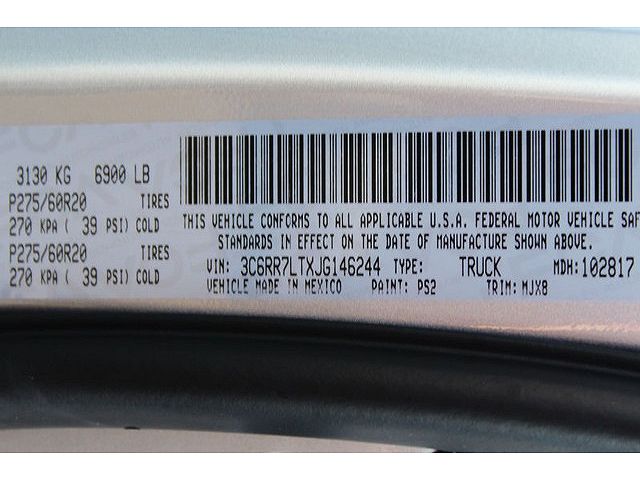 3130 KG 6900 LB
P275/60R20 TIRES
270 KPA ( 39 PSI) COLD
P275/60R20 TIRES
270 KPA ( 39 PSI) COLD
THIS VEHICLE CONFORMS TO ALL APPLICABLE U.S.A. FEDERAL MOTOR VEHICLE SAF
STANDARDS IN EFFECT ON THE DATE OF MANUFACTURE SHOWN ABOVE.
VIN: 3C6RR7LTXJG146244 TYPE: TRUCK MDH:102817
VEHICLE MADE IN MEXICO PAINT: PS2 TRIM: MJX8